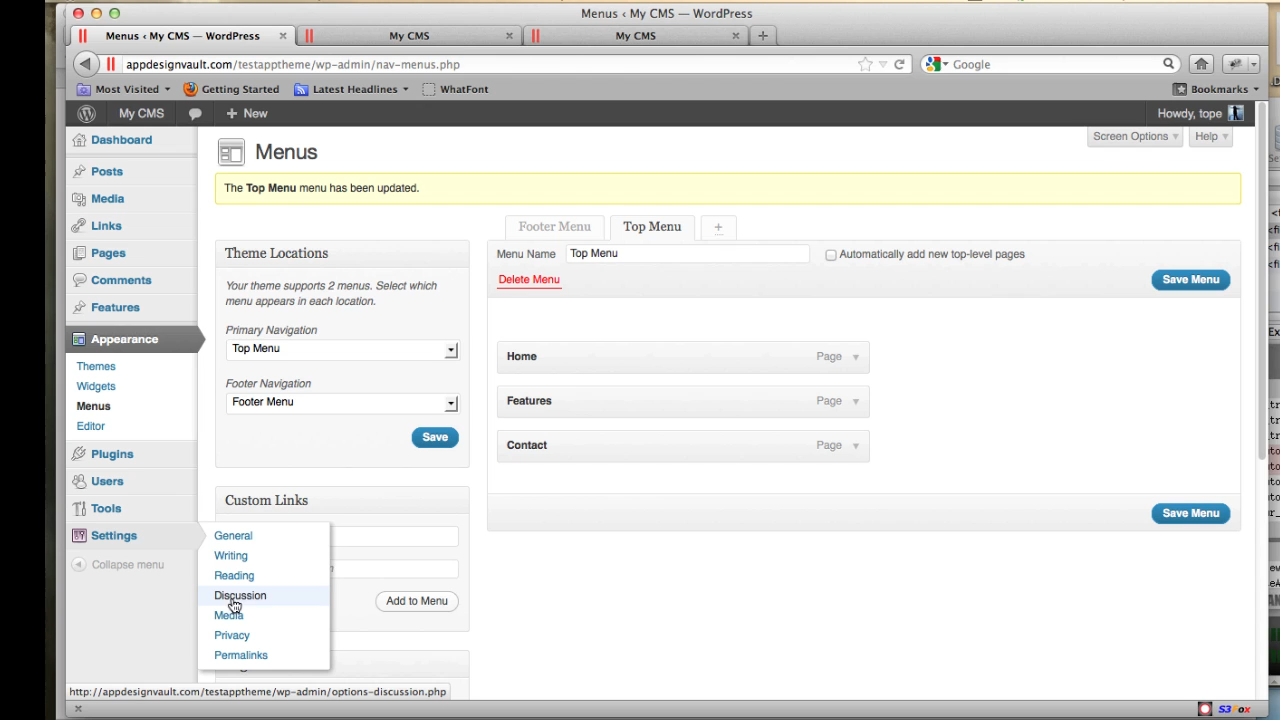 Menus ‹ My CMS — WordPress
Menus ‹ My CMS — WordPress
My CMS
My CMS
appdesignvault.com/testapptheme/wp-admin/nav-menus.php
Google
Most Visited
Getting Started
Latest Headlines
WhatFont
Bookmarks
My CMS
New
Howdy, tope
Screen Options
Help
Dashboard
Posts
Media
Links
Pages
Comments
Features
Appearance
Themes
Widgets
Menus
Editor
Plugins
Users
Tools
Settings
Collapse menu
Menus
The Top Menu menu has been updated.
Theme Locations
Your theme supports 2 menus. Select which
menu appears in each location.
Primary Navigation
Top Menu
Footer Navigation
Footer Menu
Save
Custom Links
Add to Menu
General
Writing
Reading
Discussion
Media
Privacy
Permalinks
Footer Menu
Top Menu
+
Menu Name
Top Menu
Automatically add new top-level pages
Delete Menu
Save Menu
Home
Page
Features
Page
Contact
Page
Save Menu
http://appdesignvault.com/testapptheme/wp-admin/options-discussion.php
S3Fox